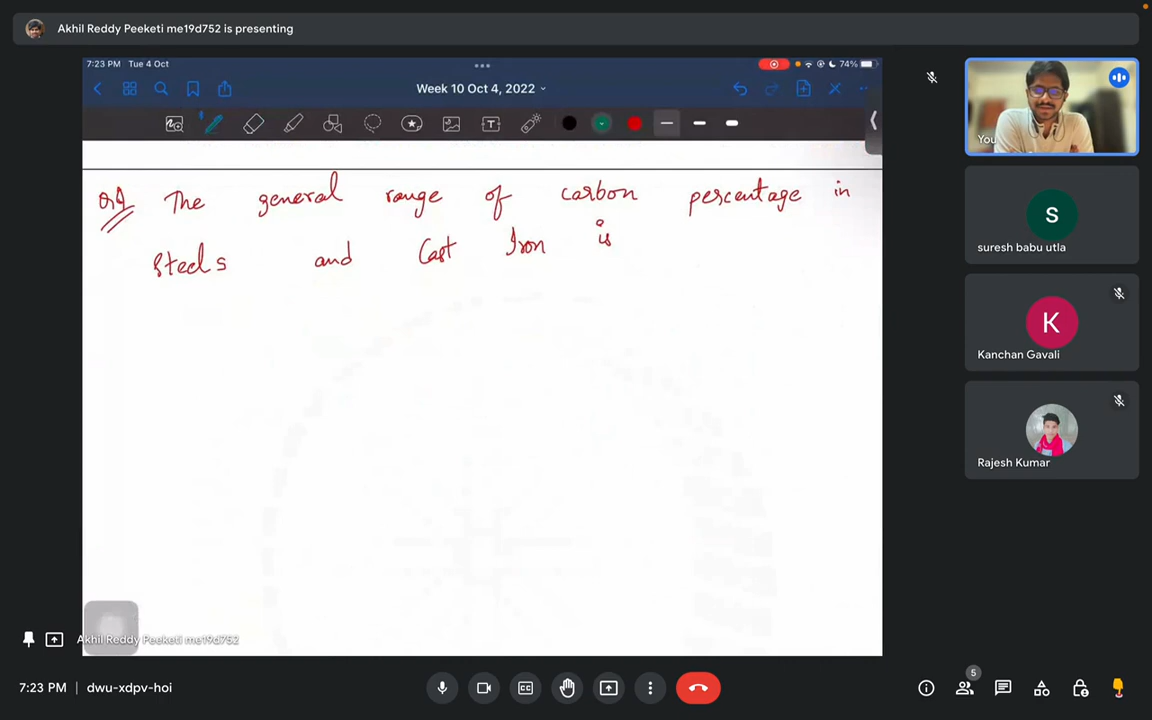 Akhil Reddy Peeketi me19d752 is presenting
7:23 PM Tue 4 Oct
74%
Week 10 Oct 4, 2022
You
The general range of carbon percentage in
Steels and Cast Iron is
suresh babu utla
S
K
Kanchan Gavali
Rajesh Kumar
Akhil Reddy Peeketi me19d752
7:23 PM | dwu-xdpv-hoi
5